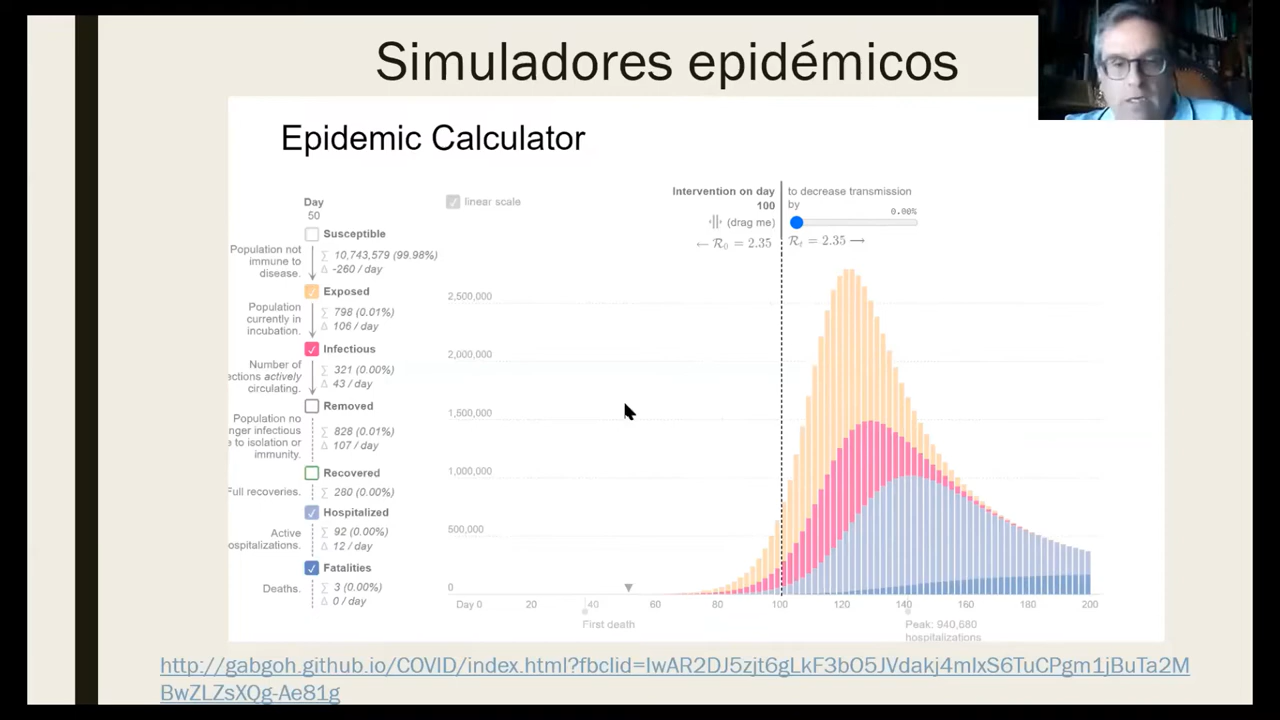 Simuladores epidémicos
Epidemic Calculator
Day
50
linear scale
Intervention on day
100
(drag me)
← R₀ = 2.35
to decrease transmission
by
0.00%
Rₜ = 2.35 →
Susceptible
Population not
immune to
disease.
∑ 10,743,579 (99.98%)
Δ -260 / day
Exposed
Population
currently in
incubation.
∑ 798 (0.01%)
Δ 106 / day
Infectious
Number of
ections actively
circulating.
∑ 321 (0.00%)
Δ 43 / day
Removed
Population no
nger infectious
e to isolation or
immunity.
∑ 828 (0.01%)
Δ 107 / day
Recovered
Full recoveries.
∑ 280 (0.00%)
Hospitalized
Active
ospitalizations.
∑ 92 (0.00%)
Δ 12 / day
Fatalities
Deaths.
∑ 3 (0.00%)
Δ 0 / day
2,500,000
2,000,000
1,500,000
1,000,000
500,000
0
Day 0 20 40 60 80 100 120 140 160 180 200
First death
Peak: 940,680
hospitalizations
http://gabgoh.github.io/COVID/index.html?fbclid=IwAR2DJ5zjt6gLkF3bO5JVdakj4mIxS6TuCPgm1jBuTa2M
BwZLZsXQg-Ae81g